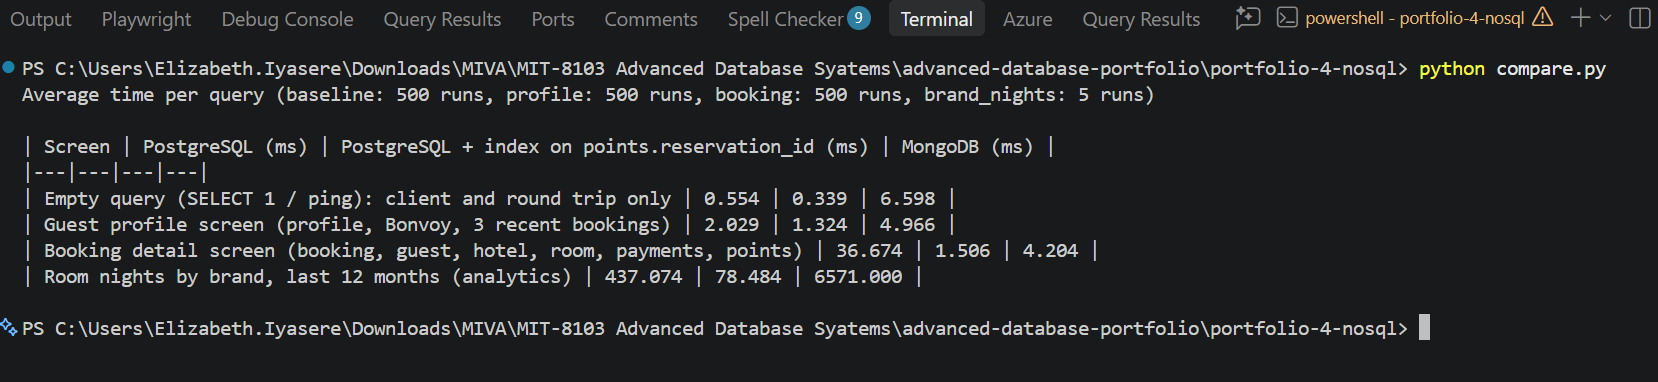 Output Playwright Debug Console Query Results Ports Comments Spell Checker 9 Terminal Azure Query Results powershell - portfolio-4-nosql
PS C:\Users\Elizabeth.Iyasere\Downloads\MIVA\MIT-8103 Advanced Database Syatems\advanced-database-portfolio\portfolio-4-nosql> python compare.py
Average time per query (baseline: 500 runs, profile: 500 runs, booking: 500 runs, brand_nights: 5 runs)
| Screen | PostgreSQL (ms) | PostgreSQL + index on points.reservation_id (ms) | MongoDB (ms) |
|---|---|---|---|
| Empty query (SELECT 1 / ping): client and round trip only | 0.554 | 0.339 | 6.598 |
| Guest profile screen (profile, Bonvoy, 3 recent bookings) | 2.029 | 1.324 | 4.966 |
| Booking detail screen (booking, guest, hotel, room, payments, points) | 36.674 | 1.506 | 4.204 |
| Room nights by brand, last 12 months (analytics) | 437.074 | 78.484 | 6571.000 |
PS C:\Users\Elizabeth.Iyasere\Downloads\MIVA\MIT-8103 Advanced Database Syatems\advanced-database-portfolio\portfolio-4-nosql>